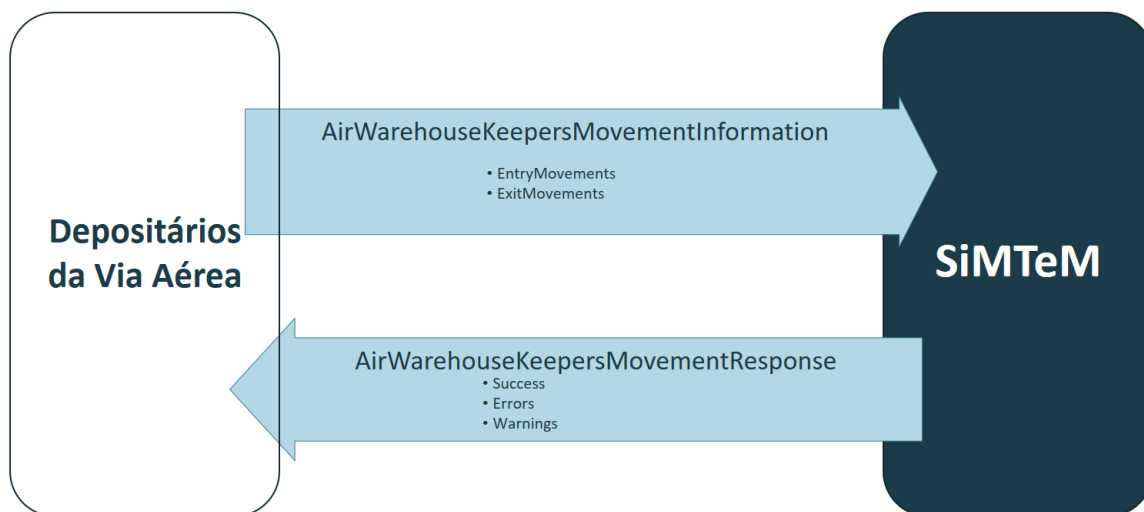 AirWarehouseKeepersMovementInformation
• EntryMovements
• ExitMovements
Depositários
da Via Aérea
SiMTeM
AirWarehouseKeepersMovementResponse
• Success
• Errors
• Warnings